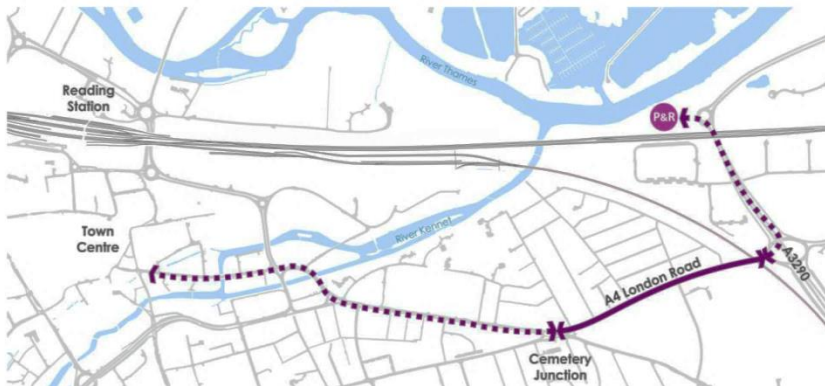 River Thames
Reading
Station
P&R
Town
Centre
River Kennet
A3290
A4 London Road
Cemetery
Junction